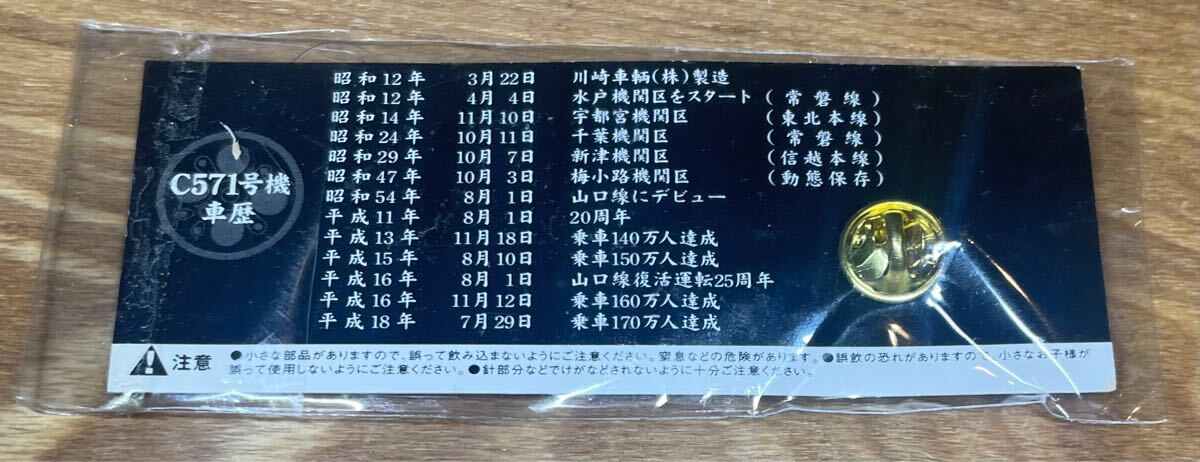 C571号機
車歴
昭和12年 3月22日 川崎車輌(株)製造
昭和12年 4月 4日 水戸機関区をスタート (常磐線)
昭和14年 11月10日 宇都宮機関区 (東北本線)
昭和24年 10月11日 千葉機関区 (常磐線)
昭和29年 10月 7日 新津機関区 (信越本線)
昭和47年 10月 3日 梅小路機関区 (動態保存)
昭和54年 8月 1日 山口線にデビュー
平成11年 8月 1日 20周年
平成13年 11月18日 乗車140万人達成
平成15年 8月10日 乗車150万人達成
平成16年 8月 1日 山口線復活運転25周年
平成16年 11月12日 乗車160万人達成
平成18年 7月29日 乗車170万人達成
注意 ●小さな部品がありますので、誤って飲み込まないようにご注意ください。窒息などの危険があります。●誤飲の恐れがありますので、小さなお子様が
誤って使用しないようにご注意ください。●針部分などでけがなどされないように十分ご注意ください。